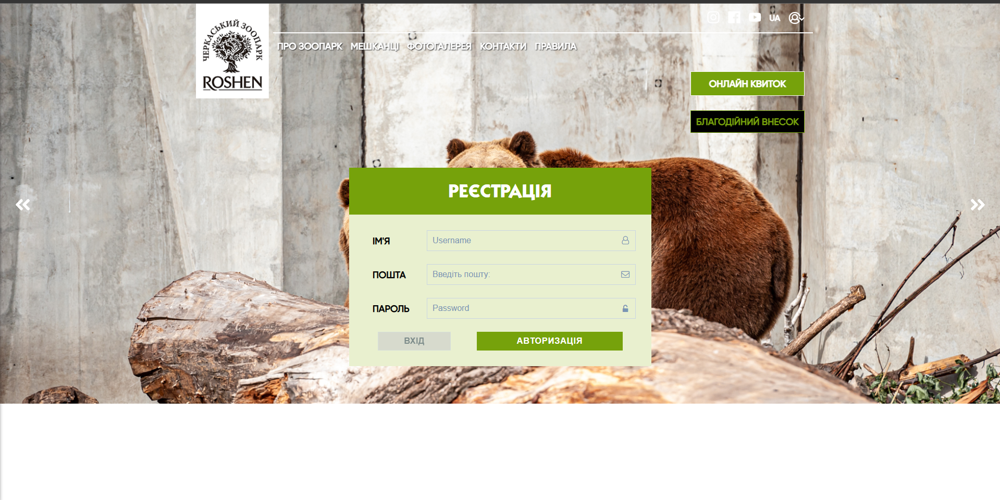 ЧЕРКАСЬКИЙ ЗООПАРК
ROSHEN
UA
ПРО ЗООПАРК МЕШКАНЦІ ФОТОГАЛЕРЕЯ КОНТАКТИ ПРАВИЛА
ОНЛАЙН КВИТОК
БЛАГОДІЙНИЙ ВНЕСОК
РЕЄСТРАЦІЯ
ІМ'Я Username
ПОШТА Введіть пошту:
ПАРОЛЬ Password
ВХІД АВТОРИЗАЦІЯ